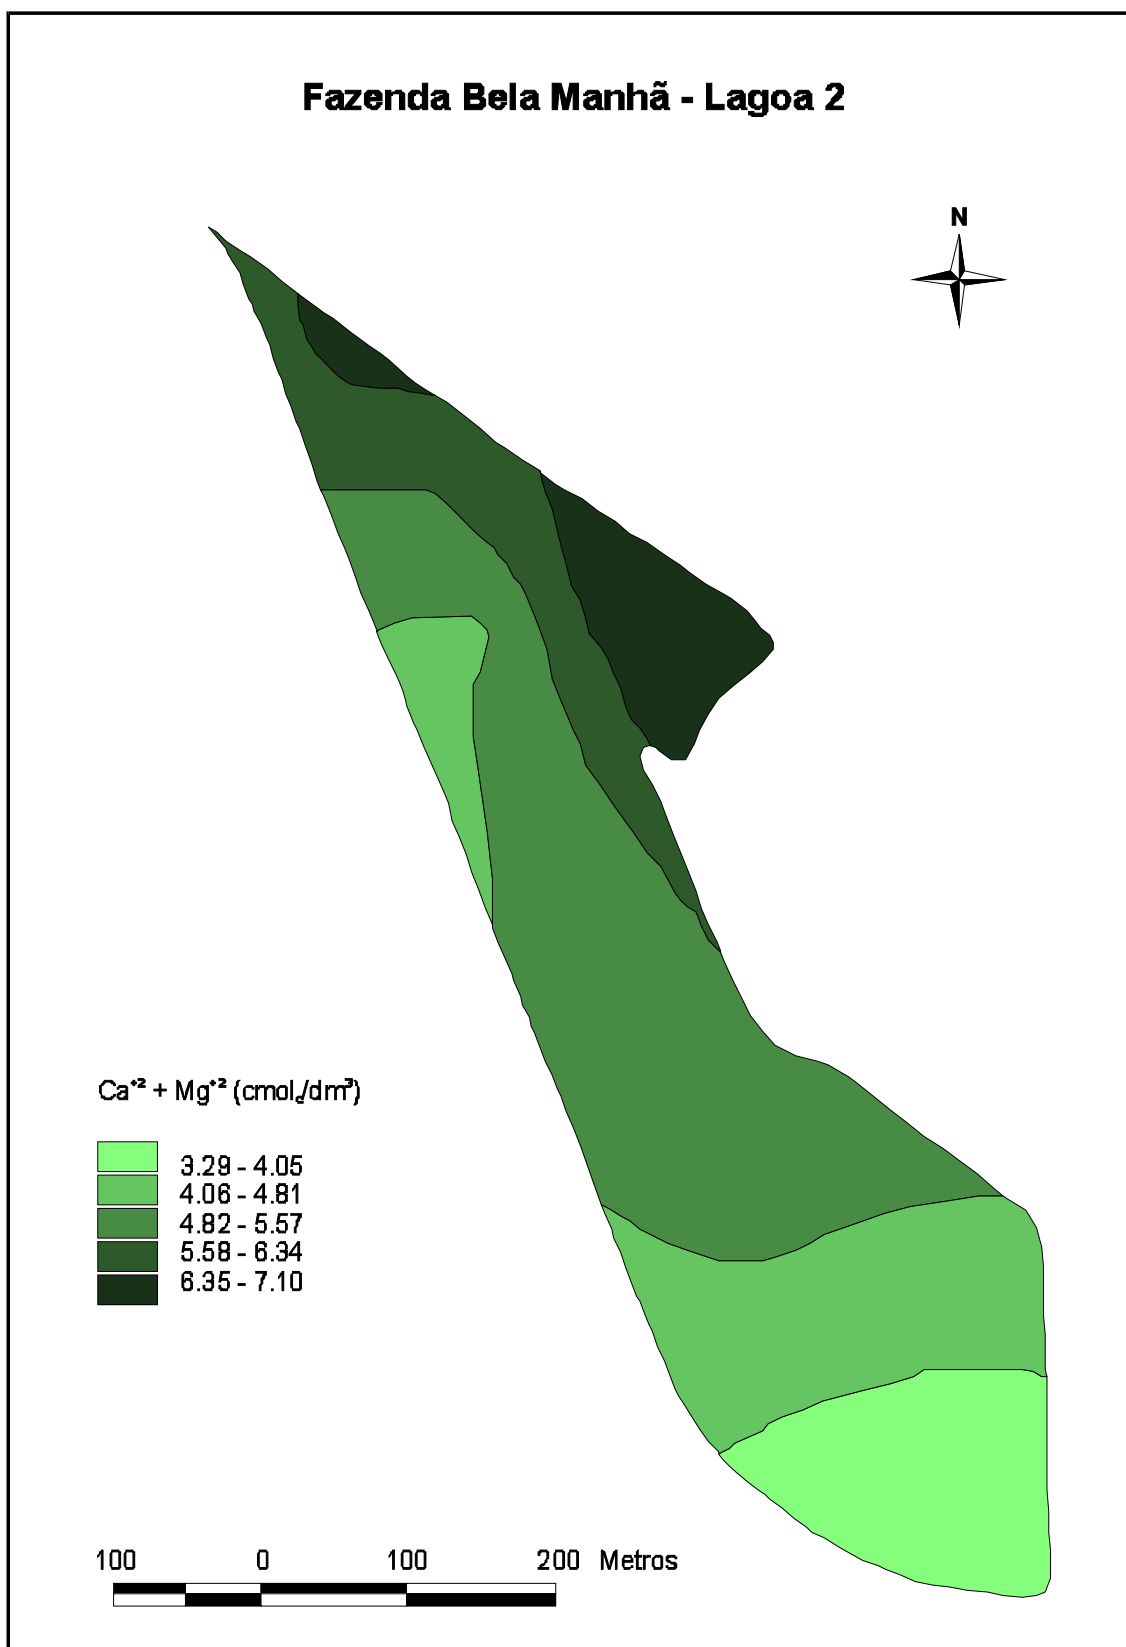 Fazenda Bela Manhã - Lagoa 2
N
Ca⁺² + Mg⁺² (cmol꜀/dm³)
3.29 - 4.05
4.06 - 4.81
4.82 - 5.57
5.58 - 6.34
6.35 - 7.10
100 0 100 200 Metros